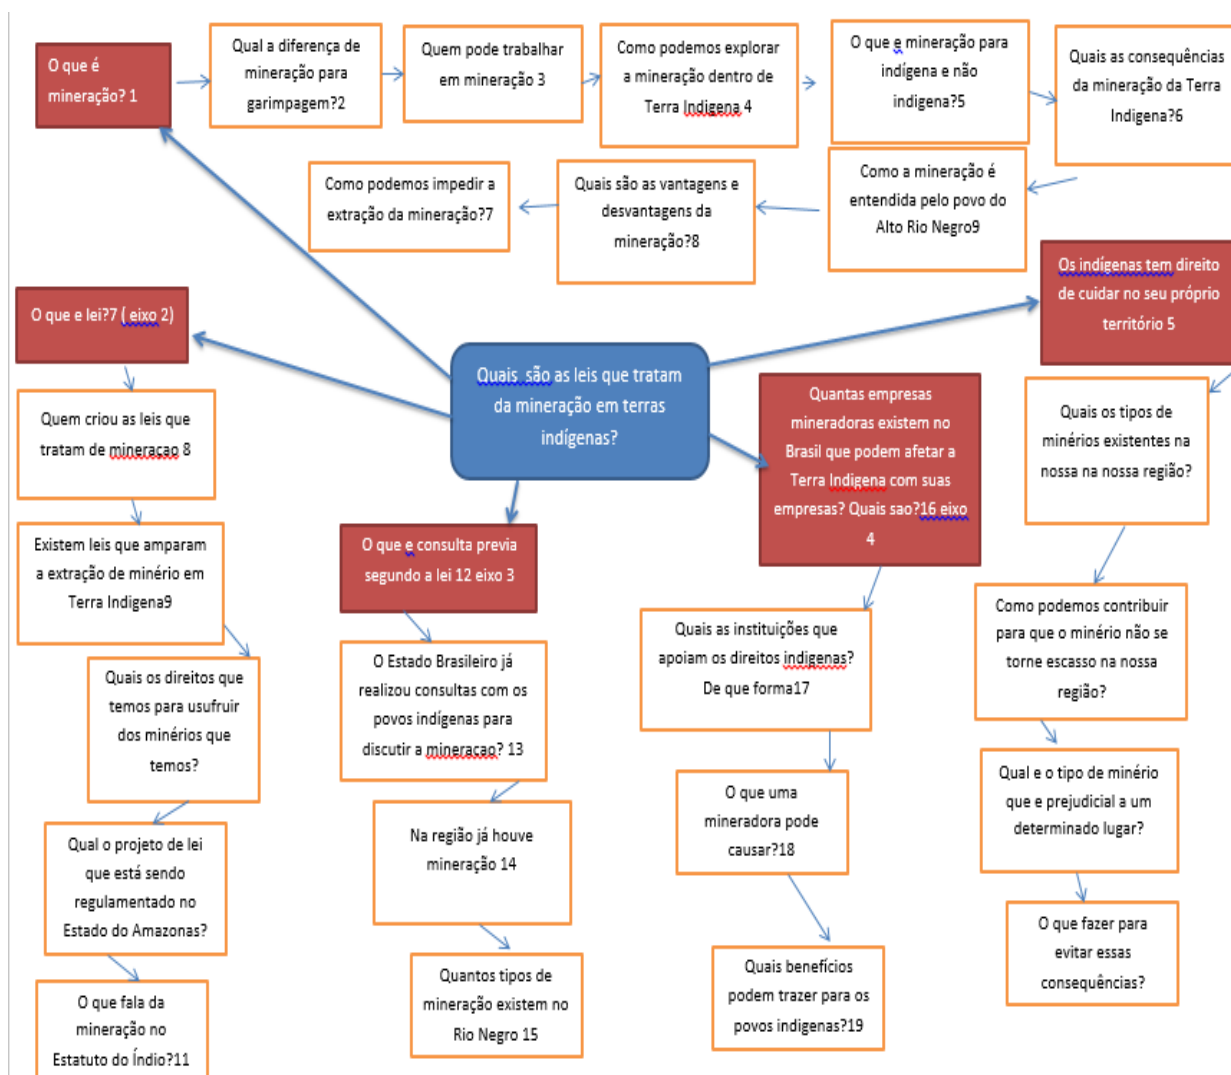 O que é
mineração? 1
Qual a diferença de
mineração para
garimpagem?2
Quem pode trabalhar
em mineração 3
Como podemos explorar
a mineração dentro de
Terra Indigena 4
O que e mineração para
indígena e não
indigena?5
Quais as consequências
da mineração da Terra
Indigena?6
Como a mineração é
entendida pelo povo do
Alto Rio Negro9
Quais são as vantagens e
desvantagens da
mineração?8
Como podemos impedir a
extração da mineração?7
Quais são as leis que tratam
da mineração em terras
indígenas?
O que e lei?7 ( eixo 2)
Quem criou as leis que
tratam de mineraçao 8
Existem leis que amparam
a extração de minério em
Terra Indigena9
Quais os direitos que
temos para usufruir
dos minérios que
temos?
Qual o projeto de lei
que está sendo
regulamentado no
Estado do Amazonas?
O que fala da
mineração no
Estatuto do Índio?11
O que e consulta previa
segundo a lei 12 eixo 3
O Estado Brasileiro já
realizou consultas com os
povos indígenas para
discutir a mineraçao? 13
Na região já houve
mineração 14
Quantos tipos de
mineração existem no
Rio Negro 15
Quantas empresas
mineradoras existem no
Brasil que podem afetar a
Terra Indigena com suas
empresas? Quais sao?16 eixo
4
Quais as instituições que
apoiam os direitos indigenas?
De que forma17
O que uma
mineradora pode
causar?18
Quais benefícios
podem trazer para os
povos indigenas?19
Os indígenas tem direito
de cuidar no seu próprio
território 5
Quais os tipos de
minérios existentes na
nossa na nossa região?
Como podemos contribuir
para que o minério não se
torne escasso na nossa
região?
Qual e o tipo de minério
que e prejudicial a um
determinado lugar?
O que fazer para
evitar essas
consequências?